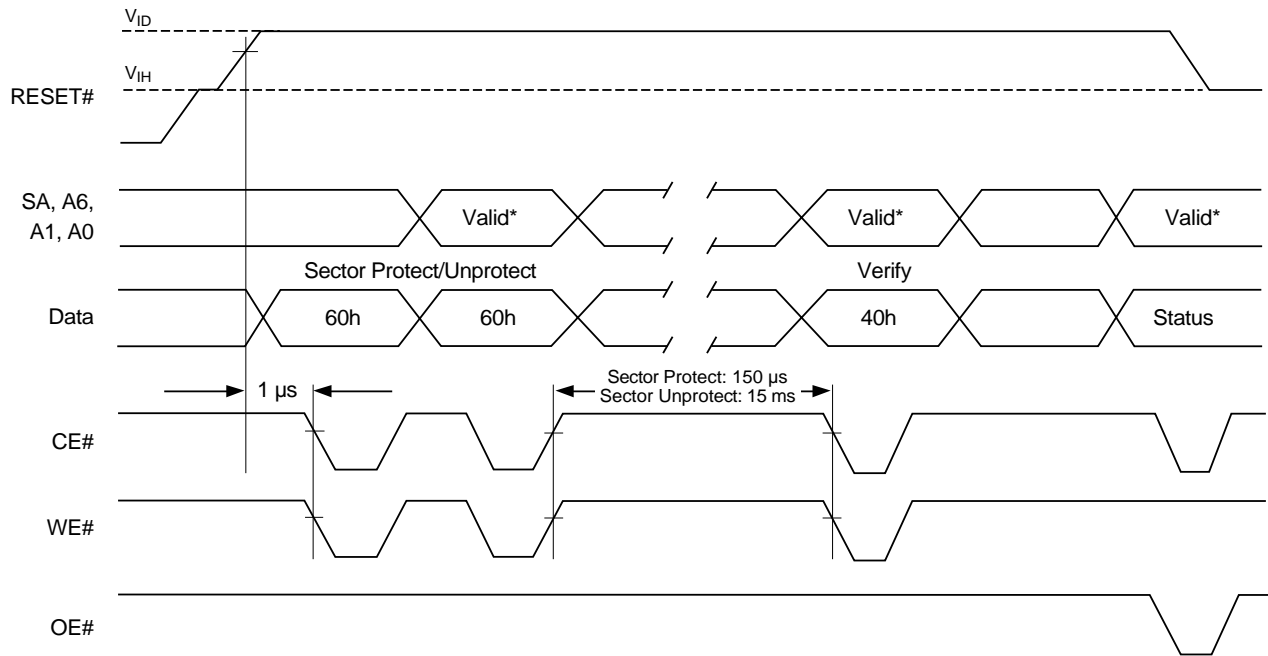 VID
VIH
RESET#
SA, A6,
A1, A0
Valid*
Valid*
Valid*
Sector Protect/Unprotect
Verify
Data
60h
60h
40h
Status
1 µs
Sector Protect: 150 µs
Sector Unprotect: 15 ms
CE#
WE#
OE#